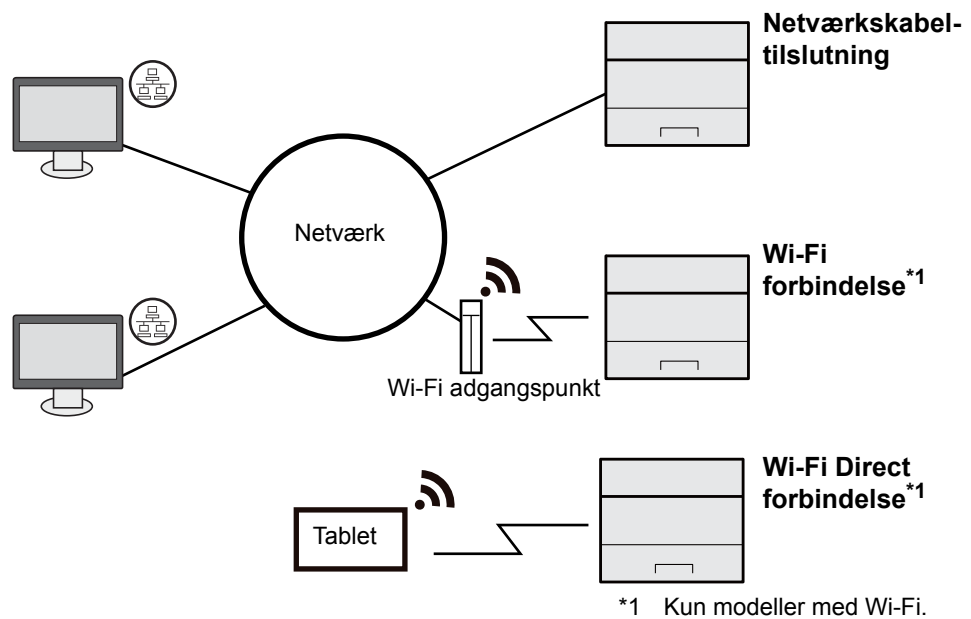 Netværkskabel-
tilslutning
Netværk
Wi-Fi
forbindelse*1
Wi-Fi adgangspunkt
Wi-Fi Direct
forbindelse*1
Tablet
*1 Kun modeller med Wi-Fi.